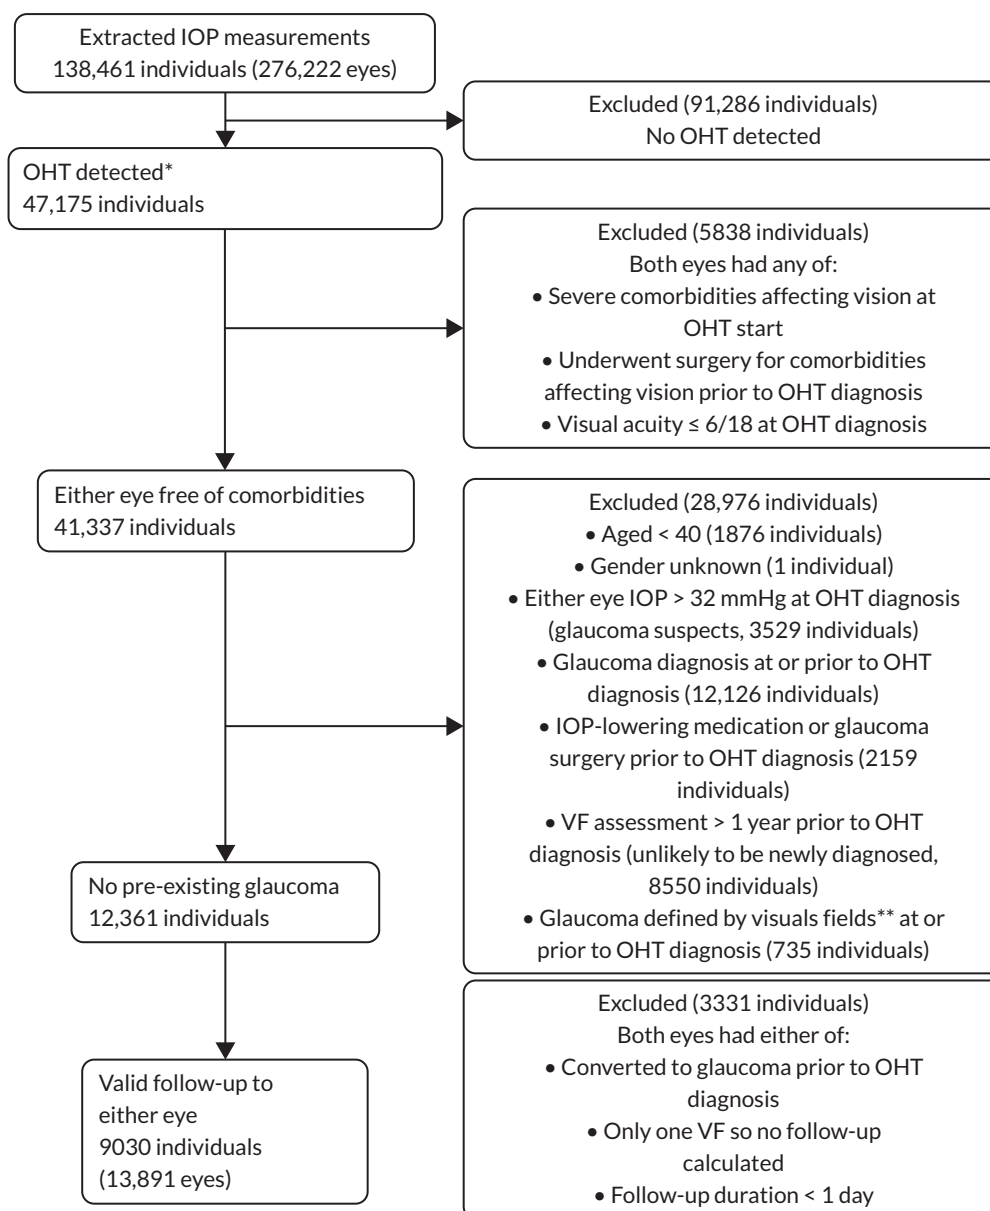 Extracted IOP measurements
138,461 individuals (276,222 eyes)
Excluded (91,286 individuals)
No OHT detected
OHT detected*
47,175 individuals
Excluded (5838 individuals)
Both eyes had any of:
• Severe comorbidities affecting vision at
OHT start
• Underwent surgery for comorbidities
affecting vision prior to OHT diagnosis
• Visual acuity ≤ 6/18 at OHT diagnosis
Either eye free of comorbidities
41,337 individuals
Excluded (28,976 individuals)
• Aged < 40 (1876 individuals)
• Gender unknown (1 individual)
• Either eye IOP > 32 mmHg at OHT diagnosis
(glaucoma suspects, 3529 individuals)
• Glaucoma diagnosis at or prior to OHT
diagnosis (12,126 individuals)
• IOP-lowering medication or glaucoma
surgery prior to OHT diagnosis (2159
individuals)
• VF assessment > 1 year prior to OHT
diagnosis (unlikely to be newly diagnosed,
8550 individuals)
• Glaucoma defined by visuals fields** at or
prior to OHT diagnosis (735 individuals)
No pre-existing glaucoma
12,361 individuals
Excluded (3331 individuals)
Both eyes had either of:
• Converted to glaucoma prior to OHT
diagnosis
• Only one VF so no follow-up
calculated
• Follow-up duration < 1 day
Valid follow-up to
either eye
9030 individuals
(13,891 eyes)